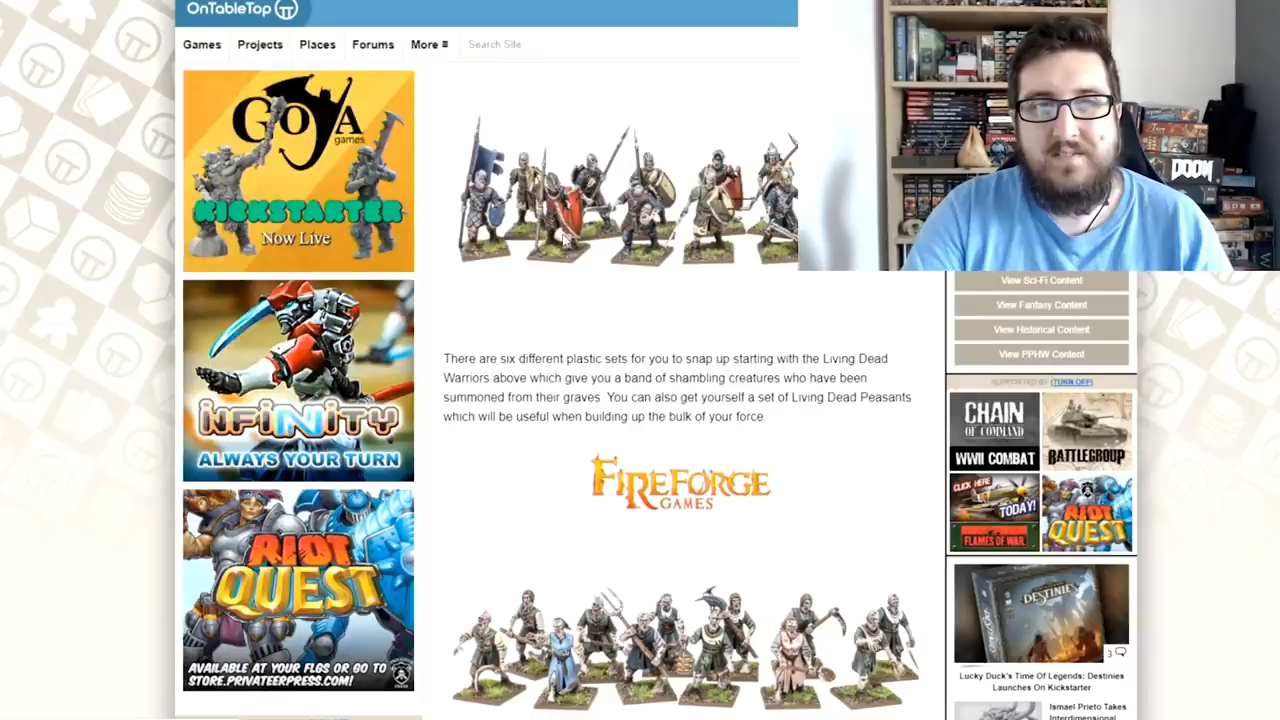 OnTableTop
Games Projects Places Forums More Search Site
GOYA
games
KICKSTARTER
Now Live
DOOM
INFINITY
ALWAYS YOUR TURN
RIOT
QUEST
AVAILABLE AT YOUR FLGS OR GO TO
STORE.PRIVATEERPRESS.COM!
There are six different plastic sets for you to snap up starting with the Living Dead
Warriors above which give you a band of shambling creatures who have been
summoned from their graves. You can also get yourself a set of Living Dead Peasants
which will be useful when building up the bulk of your force.
FIREFORGE
GAMES
View Sci-Fi Content
View Fantasy Content
View Historical Content
View PPHW Content
SUPPORTED BY (TURN OFF)
CHAIN
OF COMMAND
WWII COMBAT
BATTLEGROUP
CLICK HERE
TODAY!
FLAMES OF WAR
RIOT
QUEST
DESTINIES
3
Lucky Duck's Time Of Legends: Destinies
Launches On Kickstarter
Ismael Prieto Takes
Interdimensional